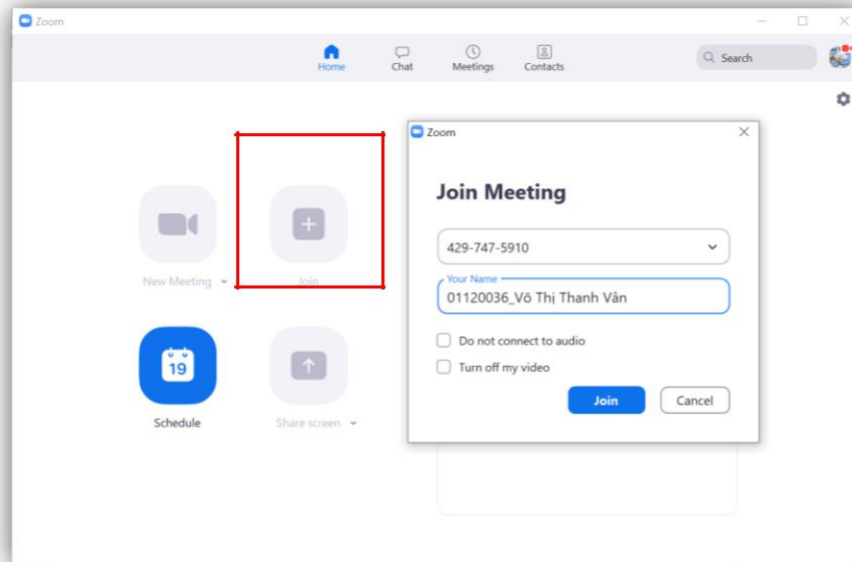 Zoom
Home
Chat
Meetings
Contacts
Search
New Meeting
Join
19
Schedule
Share screen
Zoom
Join Meeting
429-747-5910
Your Name
01120036_Võ Thị Thanh Vân
Do not connect to audio
Turn off my video
Join
Cancel